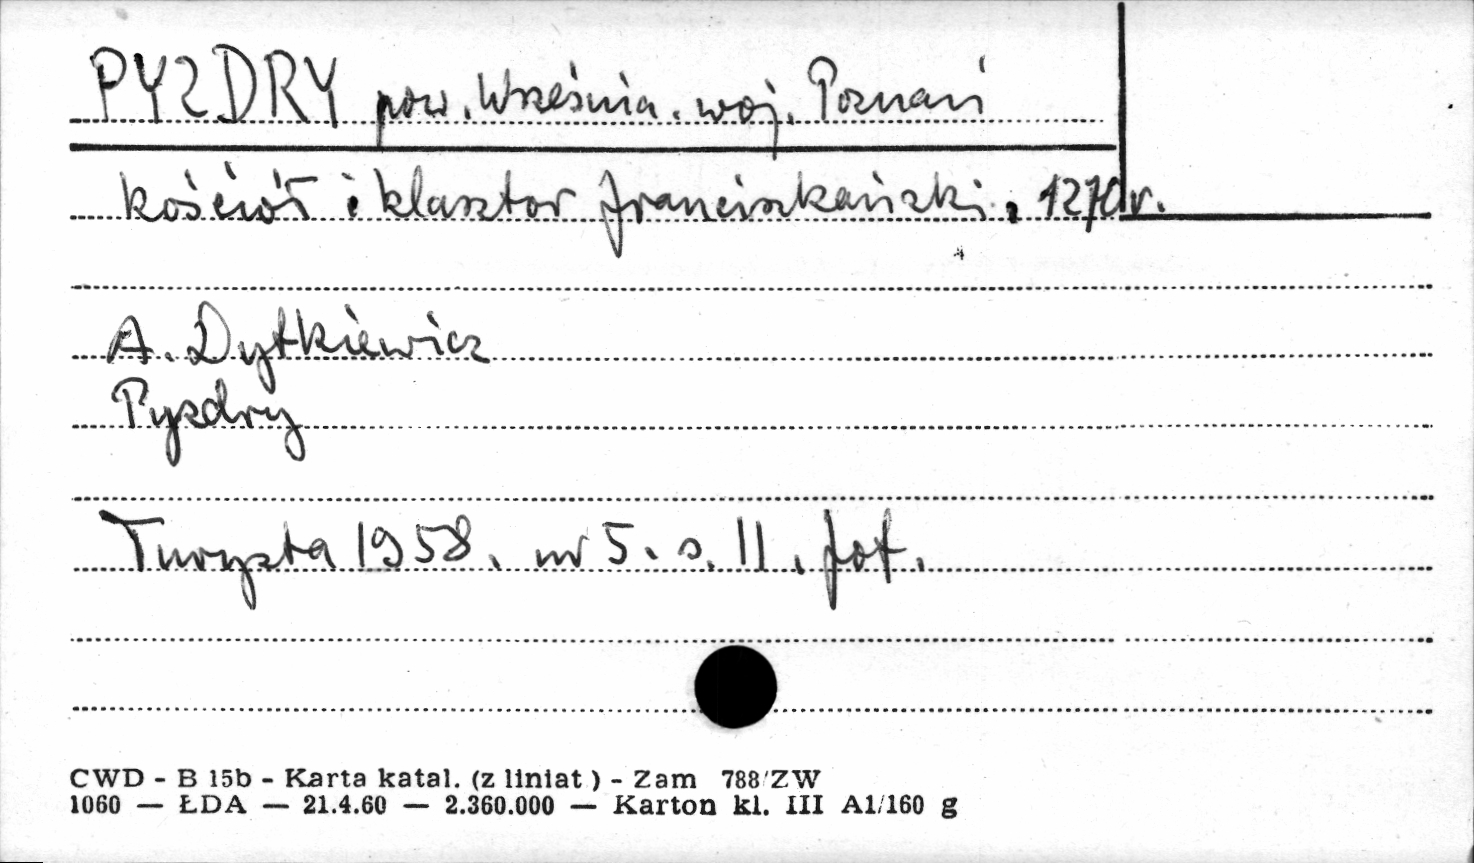 PYZDRY pow. Września. woj. Poznań
kościół i klasztor franciszkański, 1270 r.
A. Dytkiewicz
Pyzdry
Turysta 1958. nr 5. s. 11, fot.
CWD - B 15b - Karta katal. (z liniat ) - Zam 788/ZW
1060 — ŁDA — 21.4.60 — 2.360.000 — Karton kl. III A1/160 g